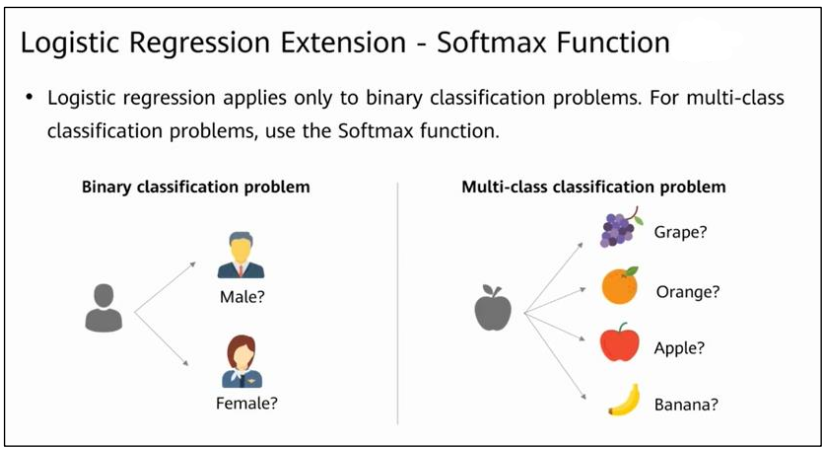 Logistic Regression Extension - Softmax Function
• Logistic regression applies only to binary classification problems. For multi-class
classification problems, use the Softmax function.
Binary classification problem
Male?
Female?
Multi-class classification problem
Grape?
Orange?
Apple?
Banana?